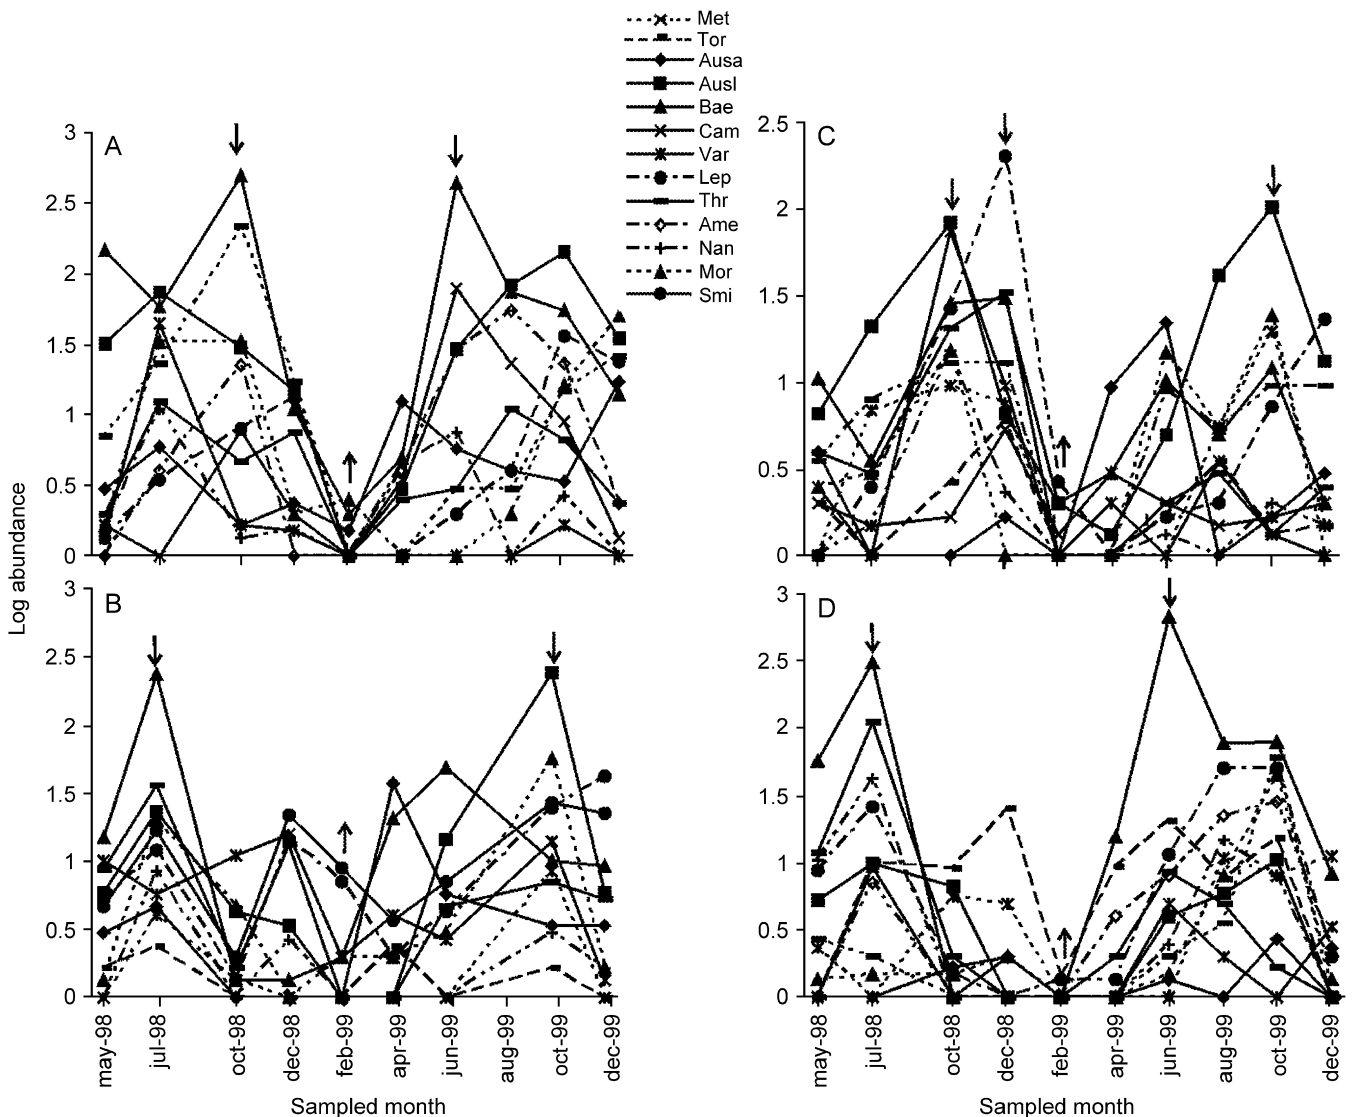 Met
Tor
Ausa
Ausl
Bae
Cam
Var
Lep
Thr
Ame
Nan
Mor
Smi
A
3
2.5
2
1.5
1
0.5
0
C
2.5
2
1.5
1
0.5
0
B
3
2.5
2
1.5
1
0.5
0
D
3
2.5
2
1.5
1
0.5
0
Log abundance
may-98
jul-98
oct-98
dec-98
feb-99
apr-99
jun-99
aug-99
oct-99
dec-99
Sampled month
may-98
jul-98
oct-98
dec-98
feb-99
apr-99
jun-99
aug-99
oct-99
dec-99
Sampled month